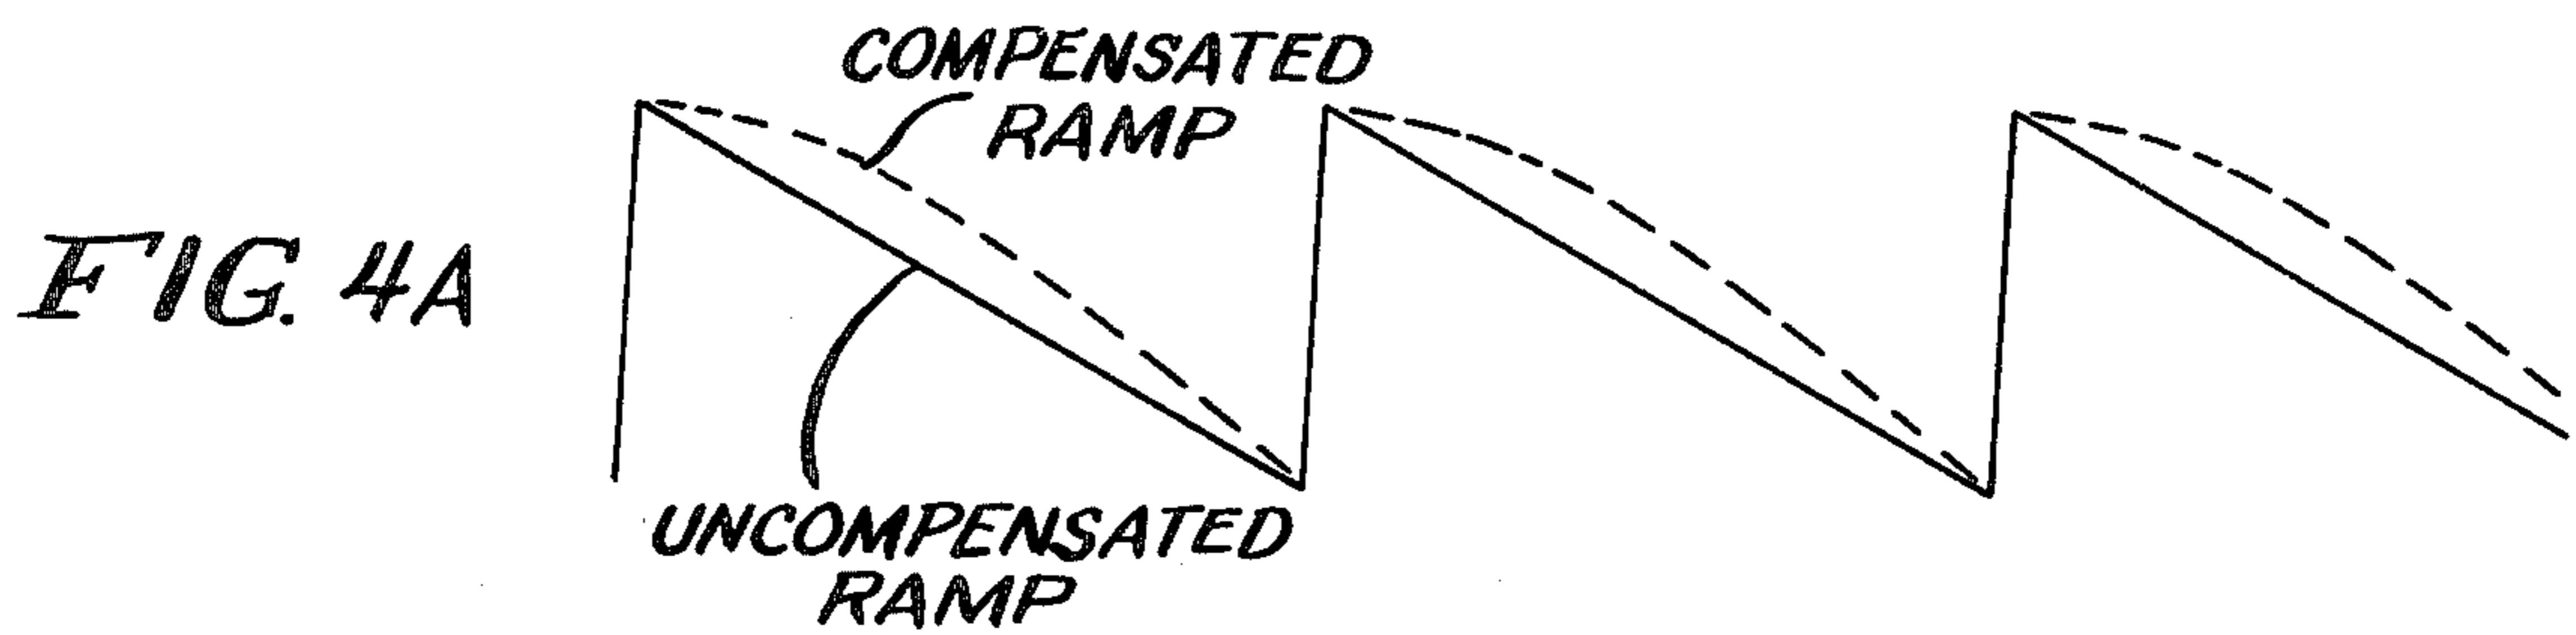 COMPENSATED
RAMP
FIG. 4A
UNCOMPENSATED
RAMP